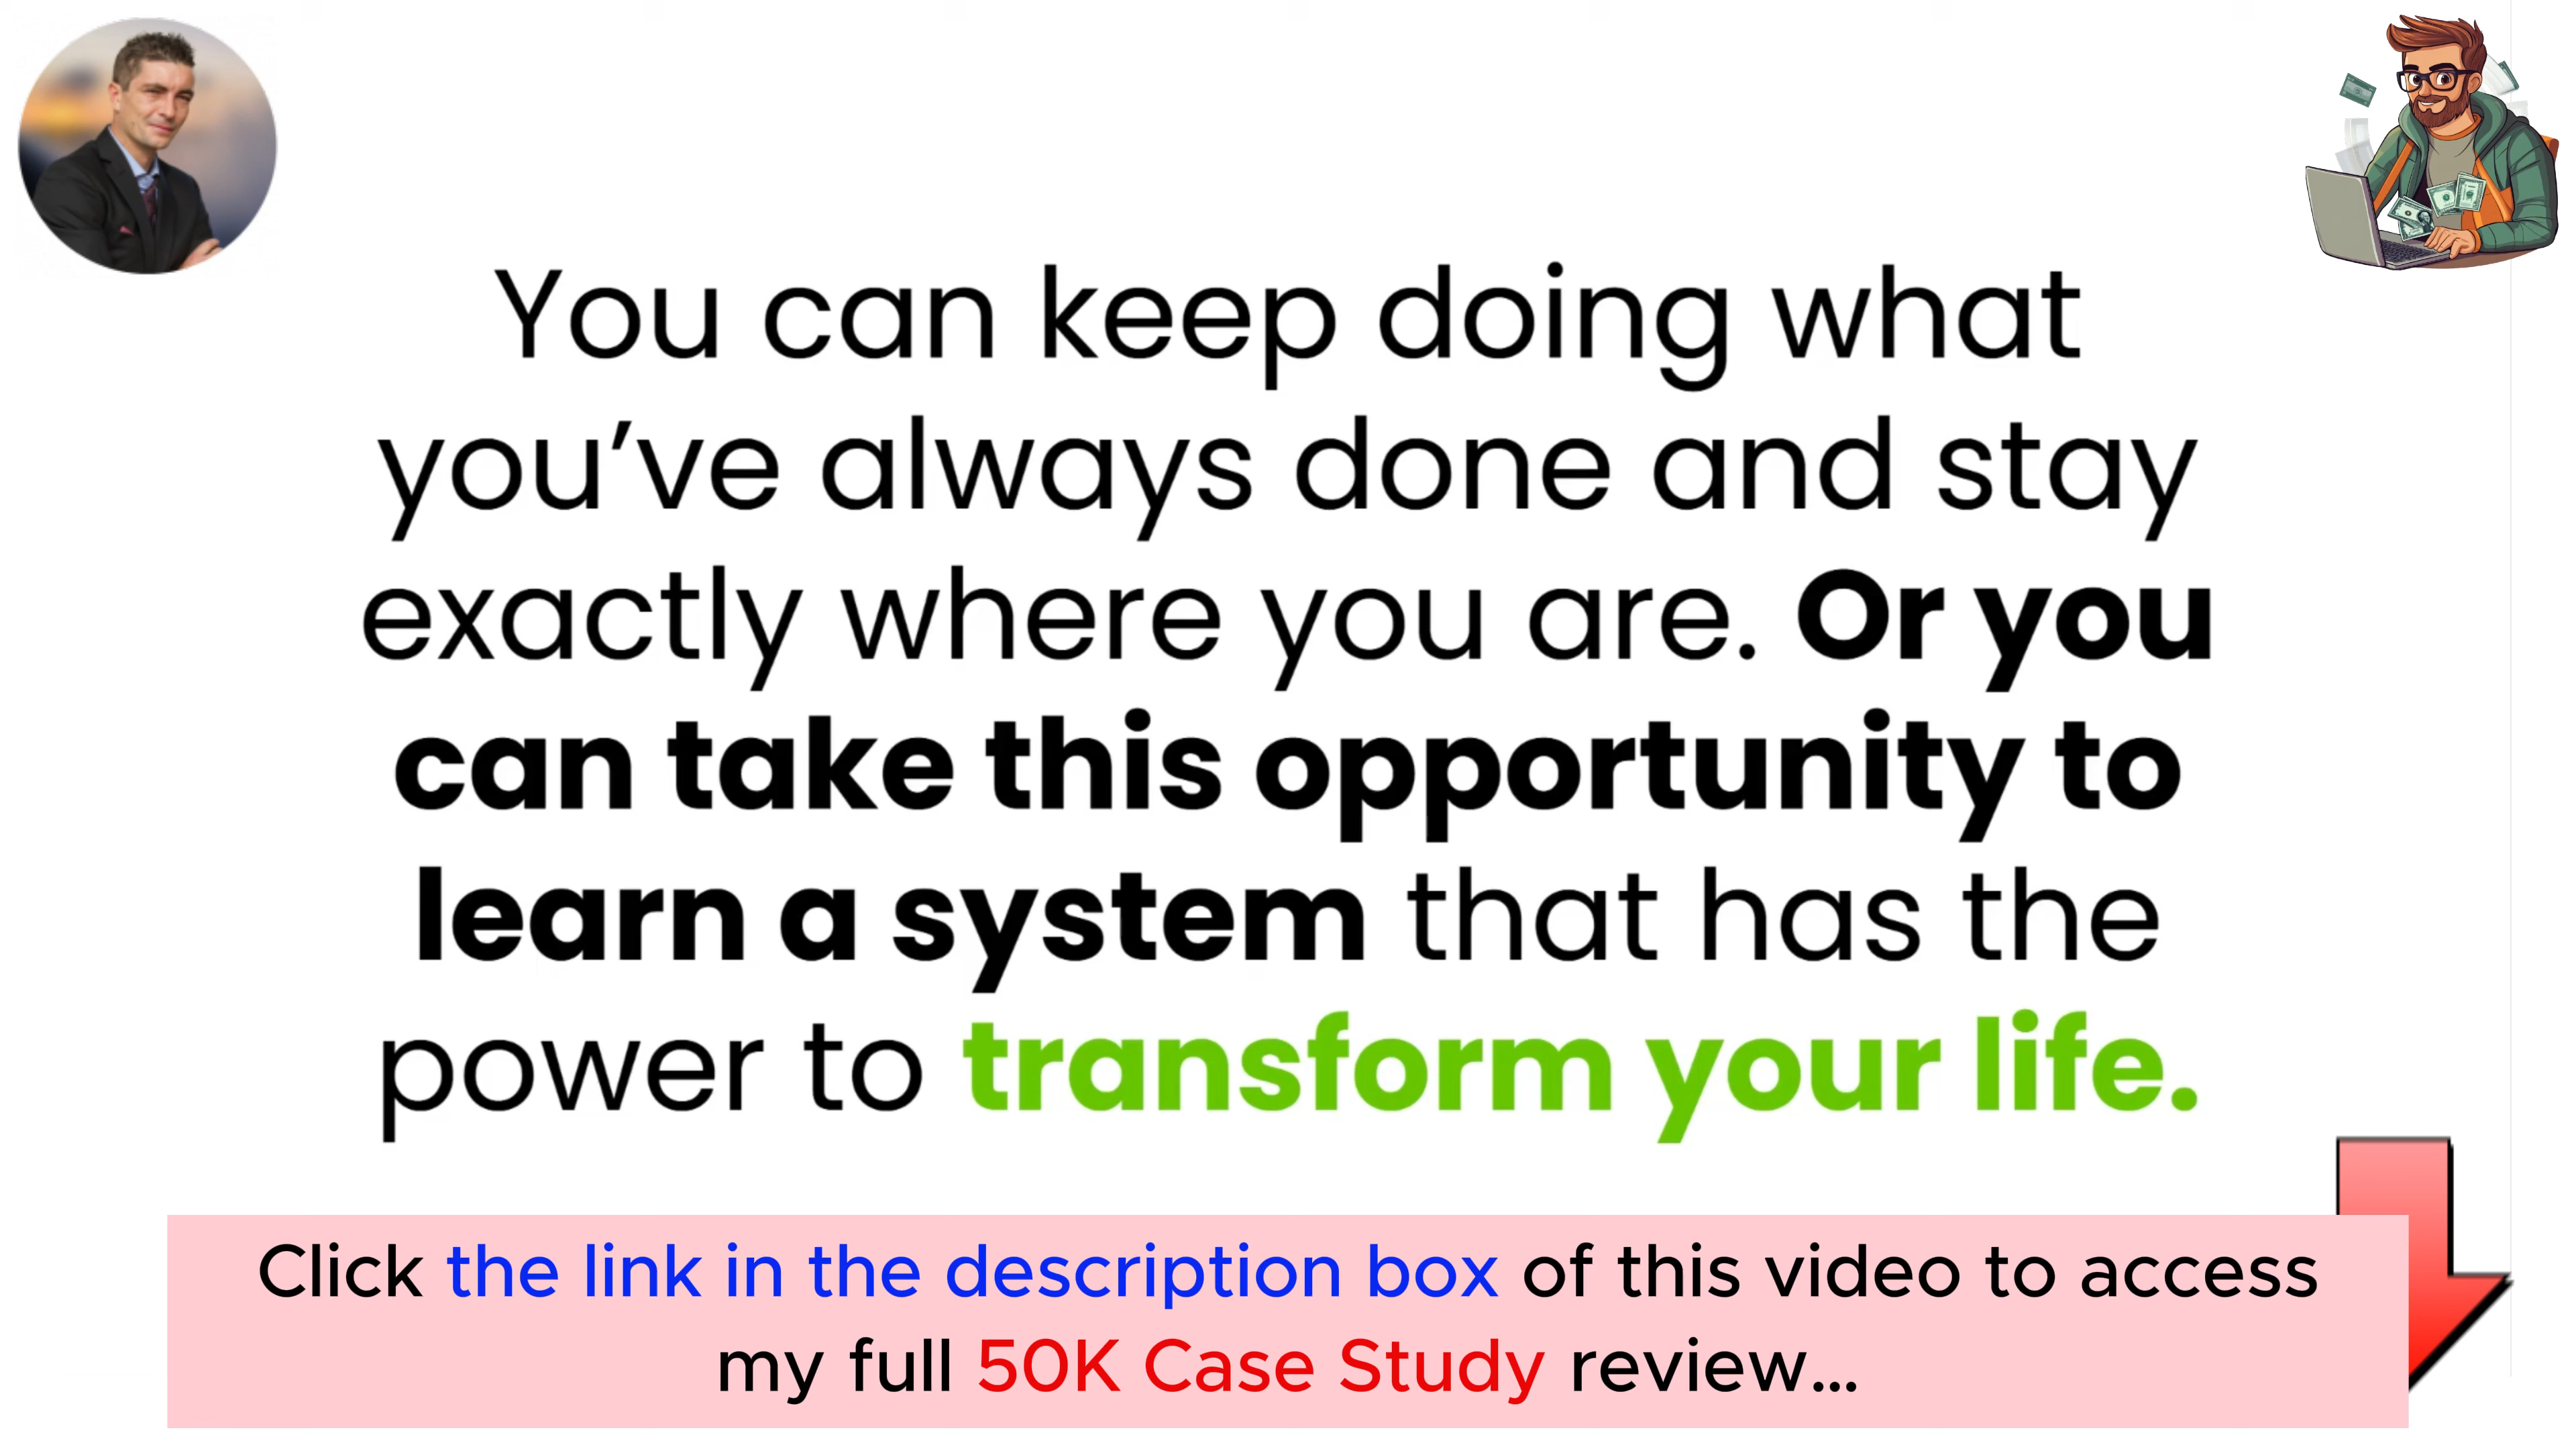 You can keep doing what
you’ve always done and stay
exactly where you are. Or you
can take this opportunity to
learn a system that has the
power to transform your life.
Click the link in the description box of this video to access
my full 50K Case Study review...